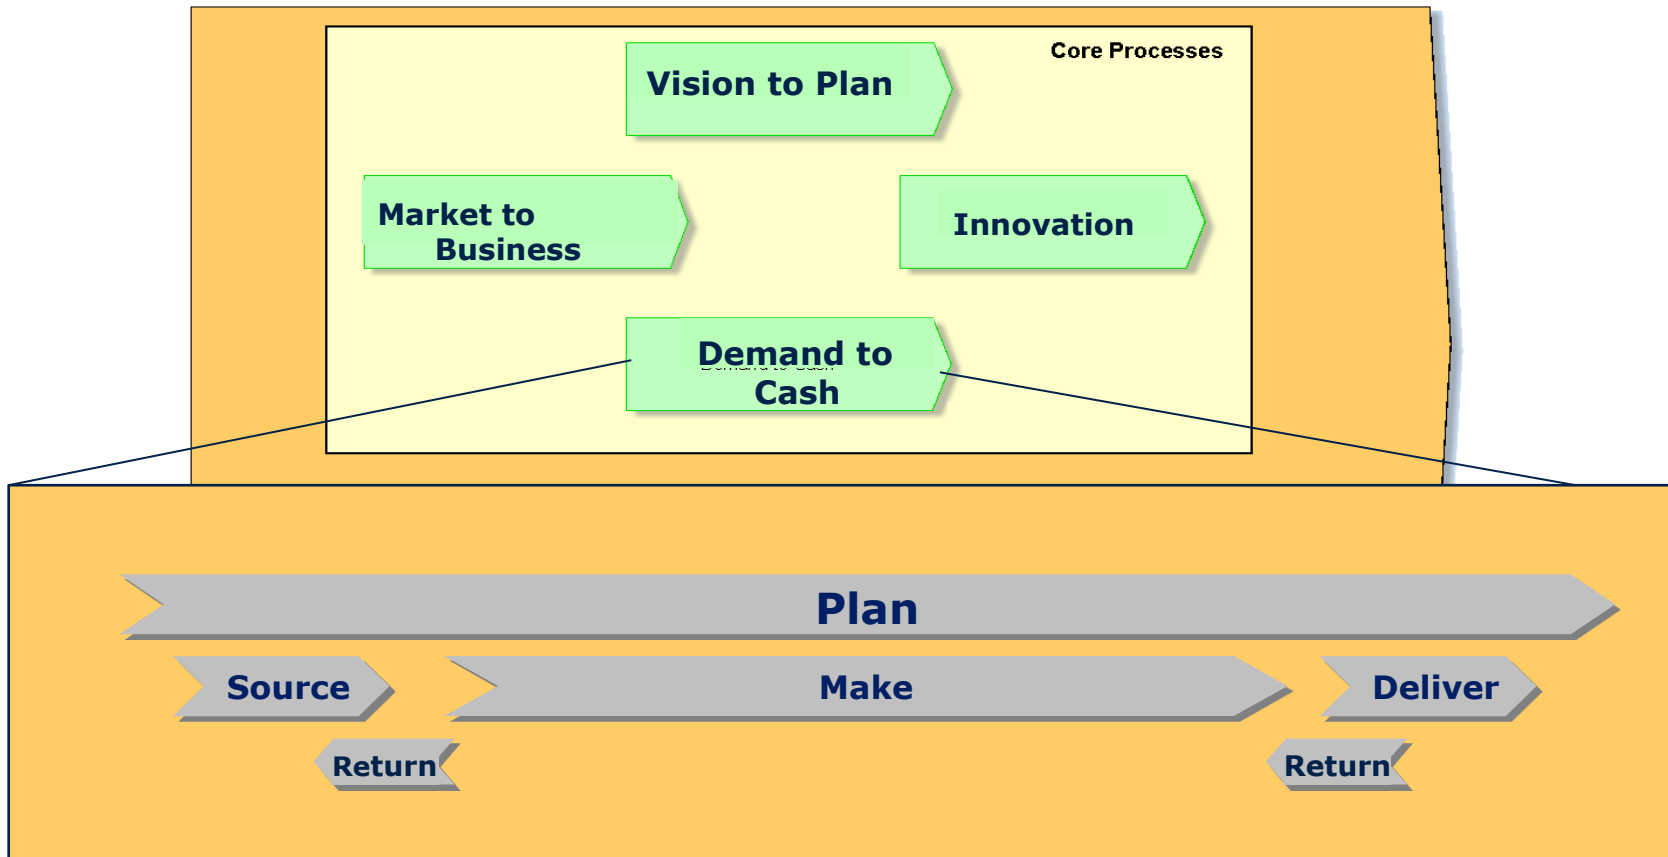 Core Processes
Vision to Plan
Market to
Business
Innovation
Demand to
Cash
Plan
Source
Make
Deliver
Return
Return